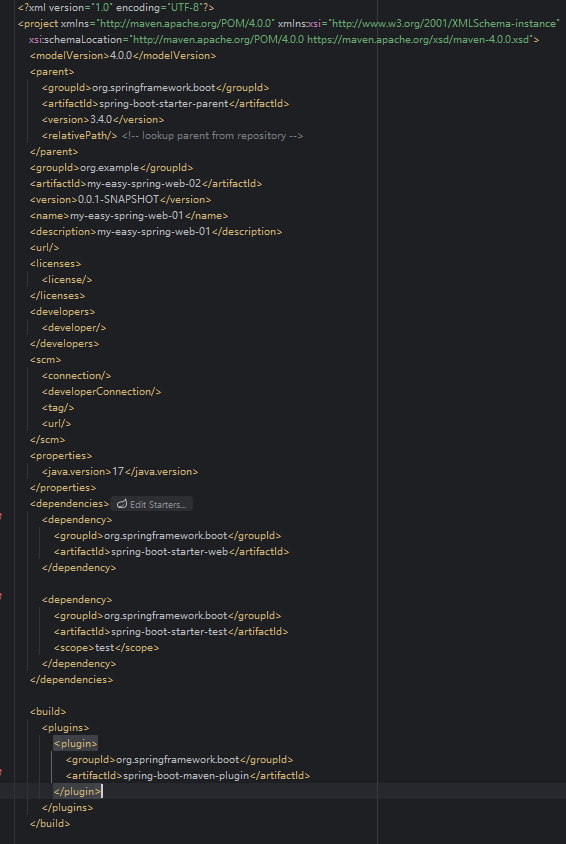 <?xml version="1.0" encoding="UTF-8"?>
<project xmlns="http://maven.apache.org/POM/4.0.0" xmlns:xsi="http://www.w3.org/2001/XMLSchema-instance"
xsi:schemaLocation="http://maven.apache.org/POM/4.0.0 https://maven.apache.org/xsd/maven-4.0.0.xsd">
<modelVersion>4.0.0</modelVersion>
<parent>
<groupId>org.springframework.boot</groupId>
<artifactId>spring-boot-starter-parent</artifactId>
<version>3.4.0</version>
<relativePath/> <!-- lookup parent from repository -->
</parent>
<groupId>org.example</groupId>
<artifactId>my-easy-spring-web-02</artifactId>
<version>0.0.1-SNAPSHOT</version>
<name>my-easy-spring-web-01</name>
<description>my-easy-spring-web-01</description>
<url/>
<licenses>
<license/>
</licenses>
<developers>
<developer/>
</developers>
<scm>
<connection/>
<developerConnection/>
<tag/>
<url/>
</scm>
<properties>
<java.version>17</java.version>
</properties>
<dependencies> Edit Starters...
<dependency>
<groupId>org.springframework.boot</groupId>
<artifactId>spring-boot-starter-web</artifactId>
</dependency>
<dependency>
<groupId>org.springframework.boot</groupId>
<artifactId>spring-boot-starter-test</artifactId>
<scope>test</scope>
</dependency>
</dependencies>
<build>
<plugins>
<plugin>
<groupId>org.springframework.boot</groupId>
<artifactId>spring-boot-maven-plugin</artifactId>
</plugin>
</plugins>
</build>